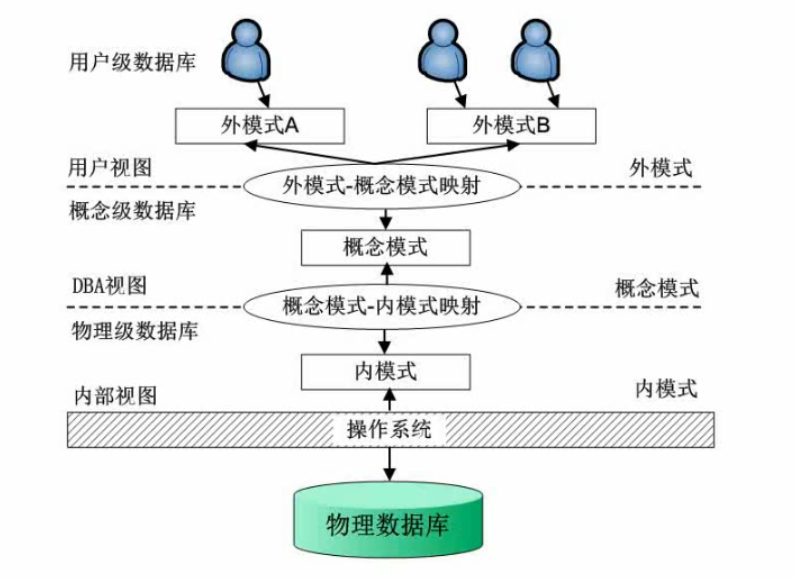 用户级数据库
外模式A
外模式B
用户视图
外模式
外模式-概念模式映射
概念级数据库
概念模式
DBA视图
概念模式
概念模式-内模式映射
物理级数据库
内模式
内部视图
内模式
操作系统
物理数据库